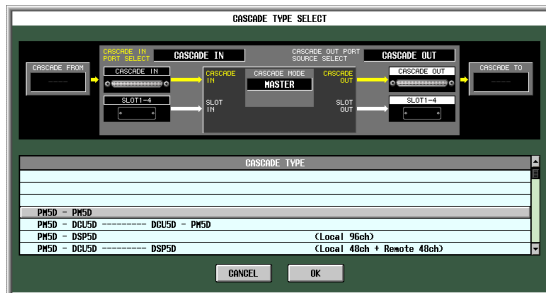 CASCADE TYPE SELECT
CASCADE IN PORT SELECT
CASCADE IN
CASCADE OUT PORT SOURCE SELECT
CASCADE OUT
CASCADE FROM
CASCADE IN
CASCADE IN
CASCADE MODE
MASTER
CASCADE OUT
CASCADE OUT
CASCADE TO
SLOT1-4
SLOT IN
SLOT OUT
SLOT1-4
CASCADE TYPE
PM5D - PM5D
PM5D - DCU5D --------- DCU5D - PM5D
PM5D - DSP5D (Local 96ch)
PM5D - DCU5D --------- DSP5D (Local 48ch + Remote 48ch)
CANCEL OK